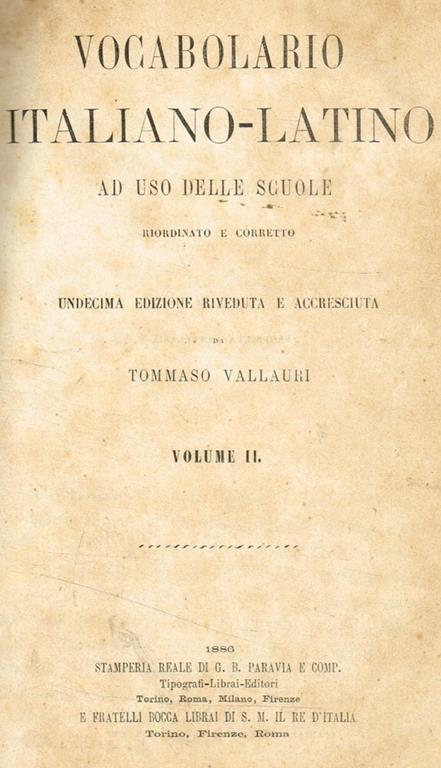 VOCABOLARIO
ITALIANO-LATINO
AD USO DELLE SCUOLE
RIORDINATO E CORRETTO
UNDECIMA EDIZIONE RIVEDUTA E ACCRESCIUTA
DA
TOMMASO VALLAURI
VOLUME II.
1886
STAMPERIA REALE DI G. B. PARAVIA E COMP.
Tipografi-Librai-Editori
Torino, Roma, Milano, Firenze
E FRATELLI BOCCA LIBRAI DI S. M. IL RE D'ITALIA
Torino, Firenze, Roma